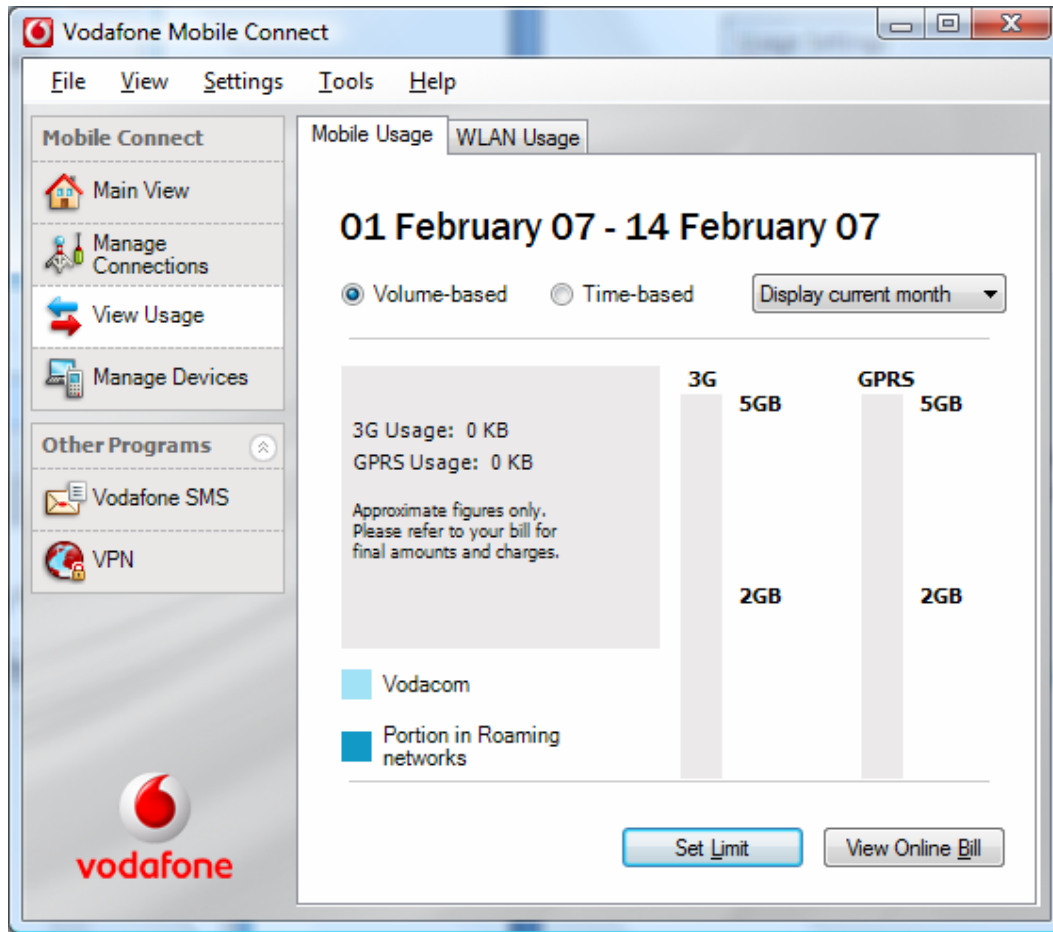 Vodafone Mobile Connect
File View Settings Tools Help
Mobile Connect
Main View
Manage
Connections
View Usage
Manage Devices
Other Programs
Vodafone SMS
VPN
vodafone
Mobile Usage WLAN Usage
01 February 07 - 14 February 07
Volume-based Time-based Display current month
3G Usage: 0 KB
GPRS Usage: 0 KB
Approximate figures only.
Please refer to your bill for
final amounts and charges.
3G GPRS
5GB 5GB
2GB 2GB
Vodacom
Portion in Roaming
networks
Set Limit View Online Bill